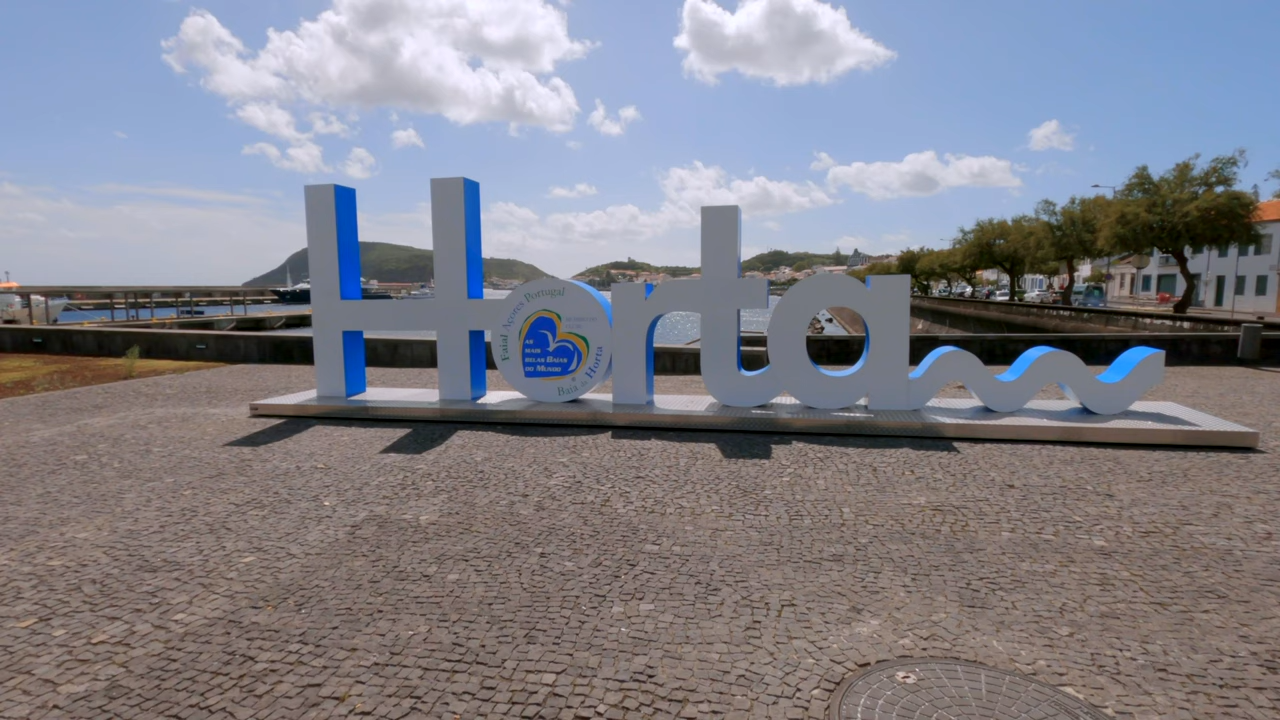 Horta
Faial Açores Portugal
AS
MAIS
BELAS BAÍAS
DO MUNDO
Baía da Horta